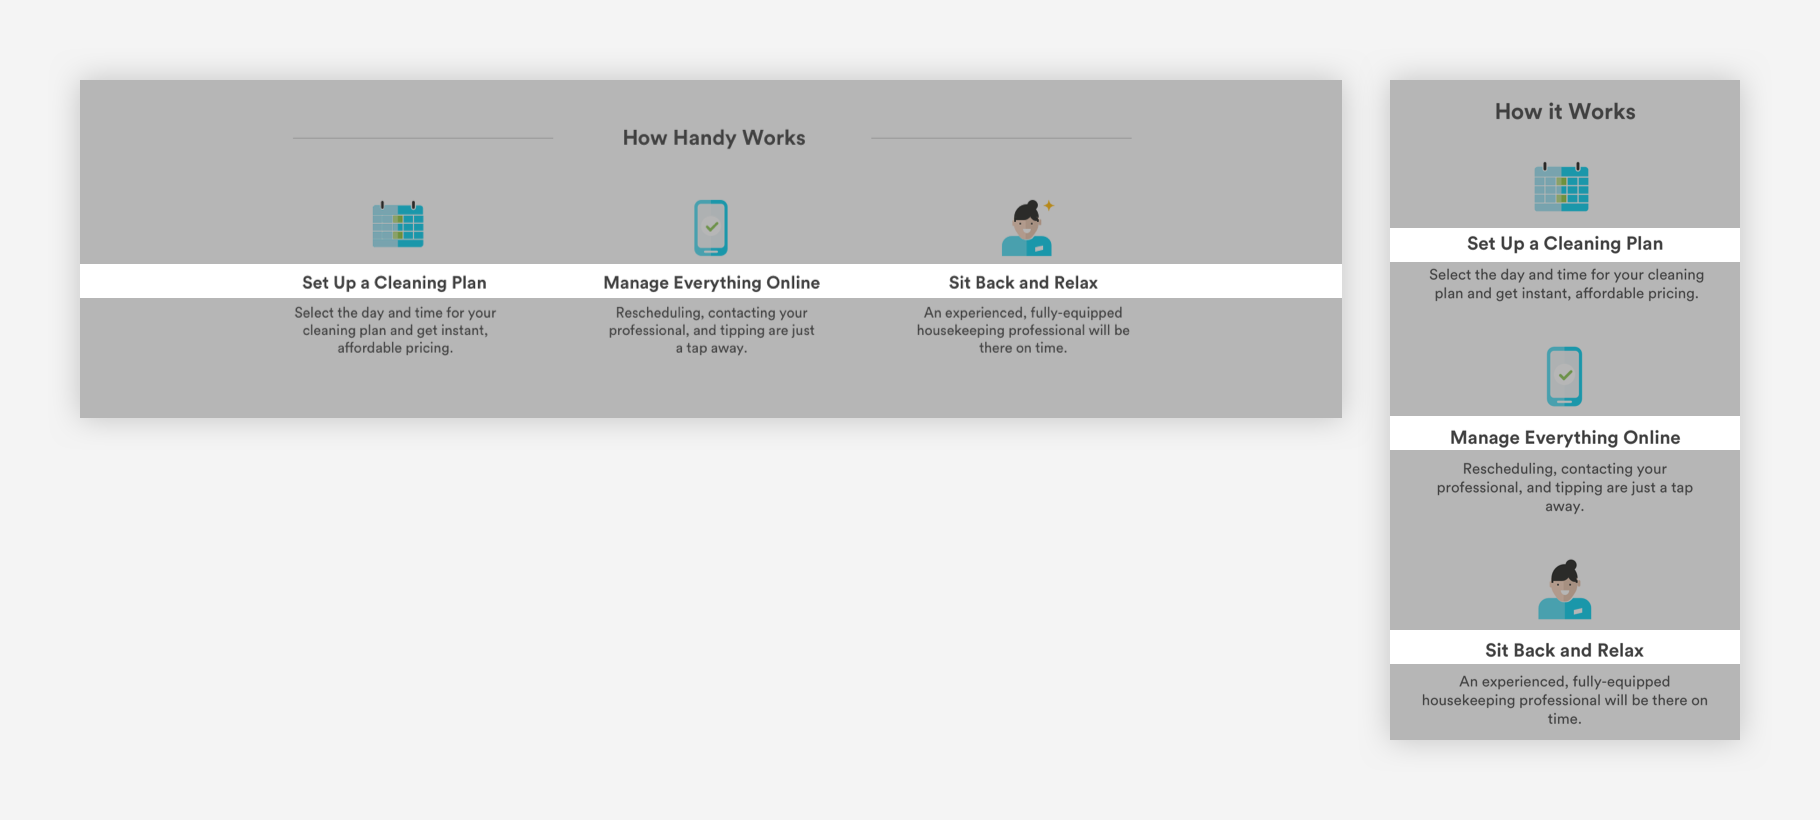 How Handy Works
Set Up a Cleaning Plan
Select the day and time for your
cleaning plan and get instant,
affordable pricing.
Manage Everything Online
Rescheduling, contacting your
professional, and tipping are just
a tap away.
Sit Back and Relax
An experienced, fully-equipped
housekeeping professional will be
there on time.
How it Works
Set Up a Cleaning Plan
Select the day and time for your cleaning
plan and get instant, affordable pricing.
Manage Everything Online
Rescheduling, contacting your
professional, and tipping are just a tap
away.
Sit Back and Relax
An experienced, fully-equipped
housekeeping professional will be there on
time.